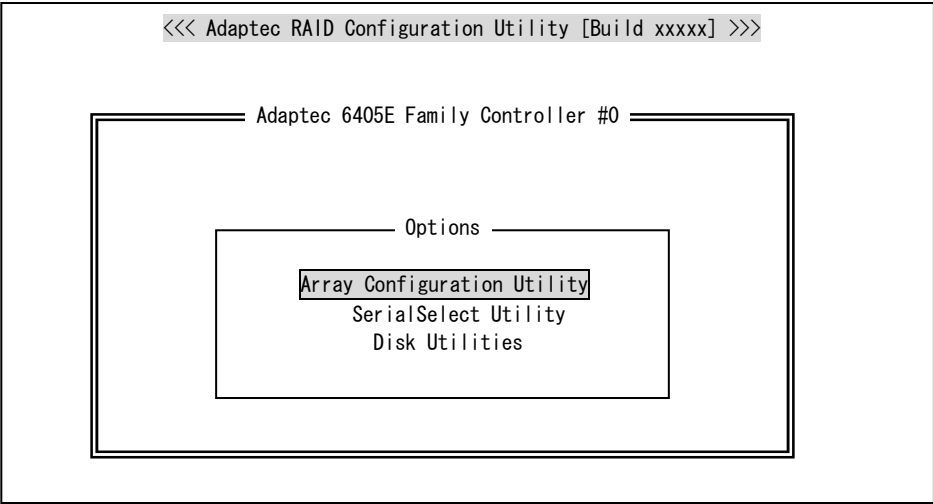 <<< Adaptec RAID Configuration Utility [Build xxxxx] >>>
Adaptec 6405E Family Controller #0
Options
Array Configuration Utility
SerialSelect Utility
Disk Utilities